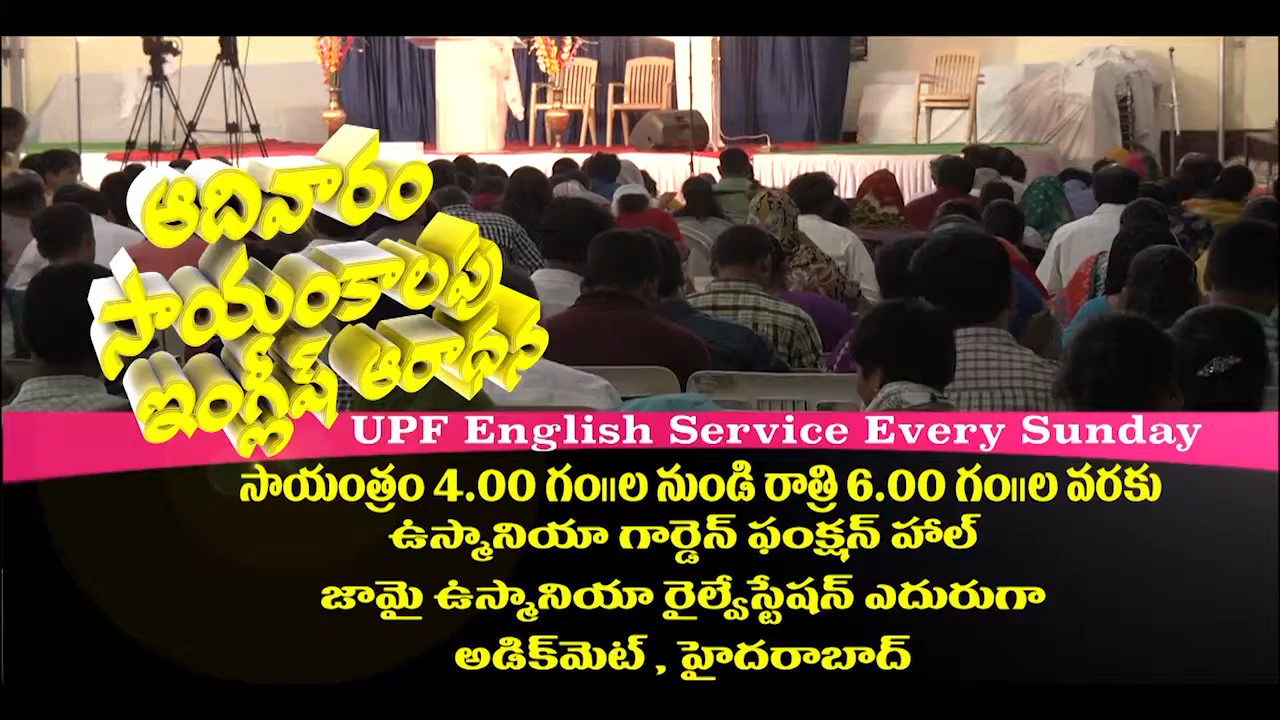 ఆదివారం
సాయంకాలపు
ఇంగ్లీష్ ఆరాధన
UPF English Service Every Sunday
సాయంత్రం 4.00 గం॥ల నుండి రాత్రి 6.00 గం॥ల వరకు
ఉస్మానియా గార్డెన్ ఫంక్షన్ హాల్
జామై ఉస్మానియా రైల్వేస్టేషన్ ఎదురుగా
అడిక్‌మెట్ , హైదరాబాద్